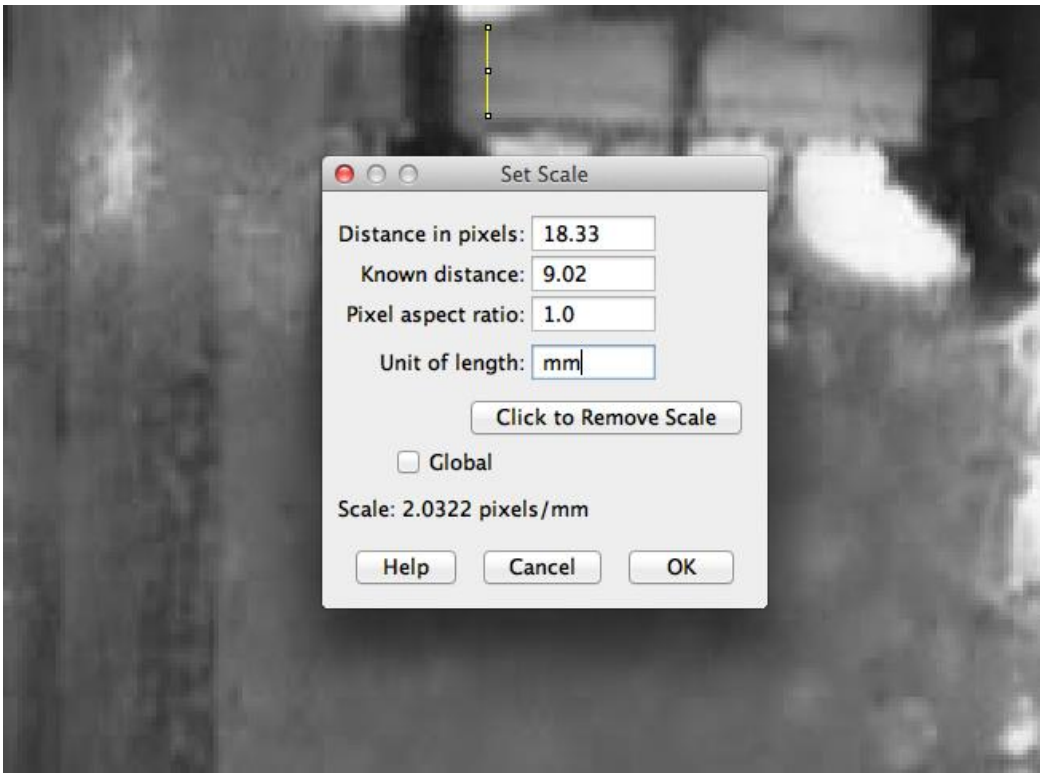 Set Scale
Distance in pixels: 18.33
Known distance: 9.02
Pixel aspect ratio: 1.0
Unit of length: mm
Click to Remove Scale
Global
Scale: 2.0322 pixels/mm
Help Cancel OK